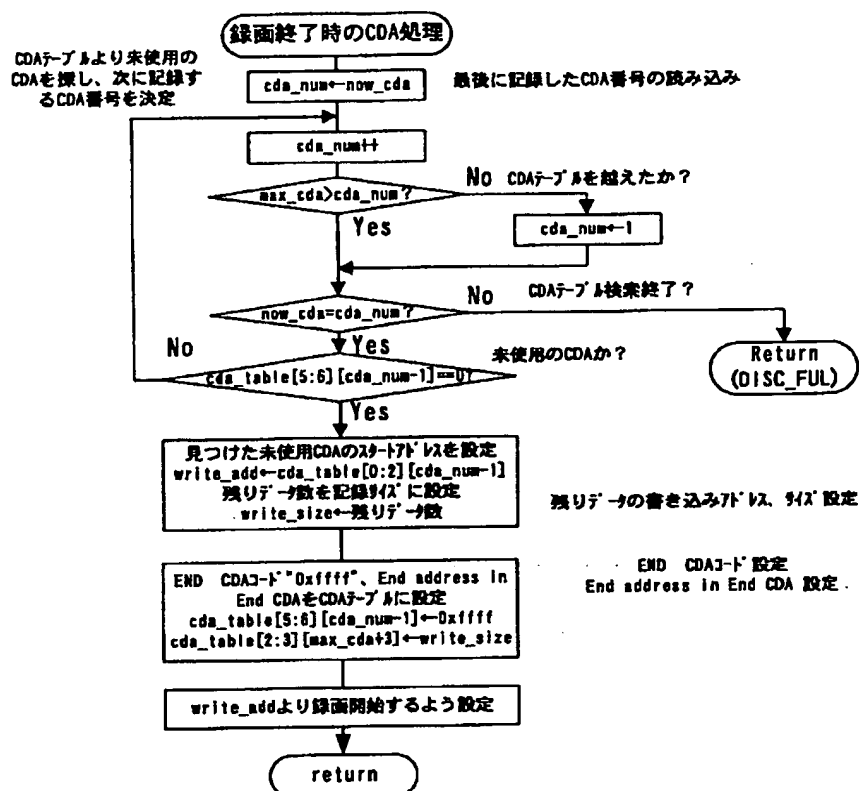 録画終了時のCDA処理
CDAテーブルより未使用の
CDAを探し、次に記録す
るCDA番号を決定
cda_num←now_cda
最後に記録したCDA番号の読み込み
cda_num++
max_cda>cda_num?
No
CDAテーブルを越えたか?
Yes
cda_num←1
now_cda=cda_num?
No
CDAテーブル検索終了?
Yes
No
未使用のCDAか?
cda_table[5:6][cda_num-1]==0?
Return
(DISC_FUL)
Yes
見つけた未使用CDAのスタートアドレスを設定
write_add←cda_table[0:2][cda_num-1]
残りデータ数を記録サイズに設定
write_size←残りデータ数
残りデータの書き込みアドレス、サイズ設定
END CDAコード"0xffff"、End address in
End CDAをCDAテーブルに設定
cda_table[5:6][cda_num-1]←0xffff
cda_table[2:3][max_cda+3]←write_size
END CDAコード設定
End address in End CDA 設定
write_addより録画開始するよう設定
return